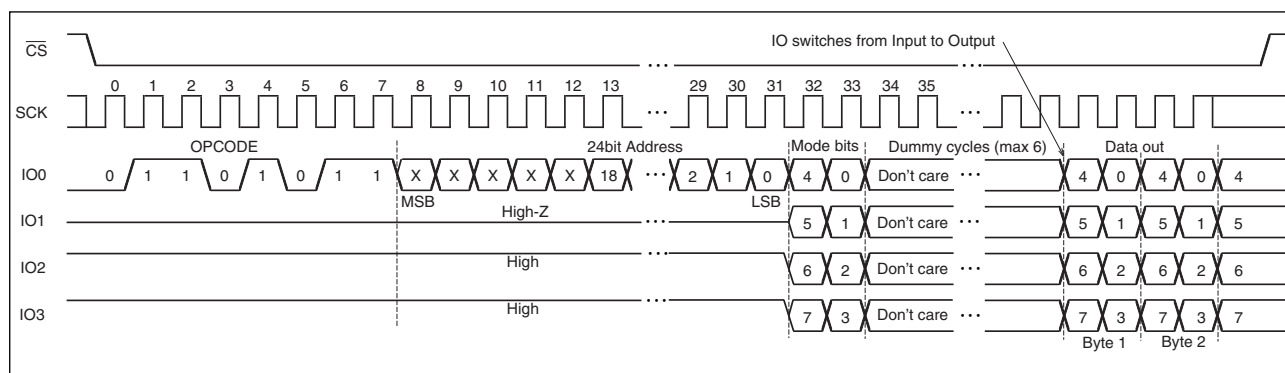 CS IO switches from Input to Output
0 1 2 3 4 5 6 7 8 9 10 11 12 13 29 30 31 32 33 34 35
SCK
OPCODE 24bit Address Mode bits Dummy cycles (max 6) Data out
IO0 0 1 1 0 1 0 1 1 X X X X X 18 2 1 0 4 0 Don't care 4 0 4 0 4
MSB LSB
IO1 High-Z 5 1 Don't care 5 1 5 1 5
IO2 High 6 2 Don't care 6 2 6 2 6
IO3 High 7 3 Don't care 7 3 7 3 7
Byte 1 Byte 2